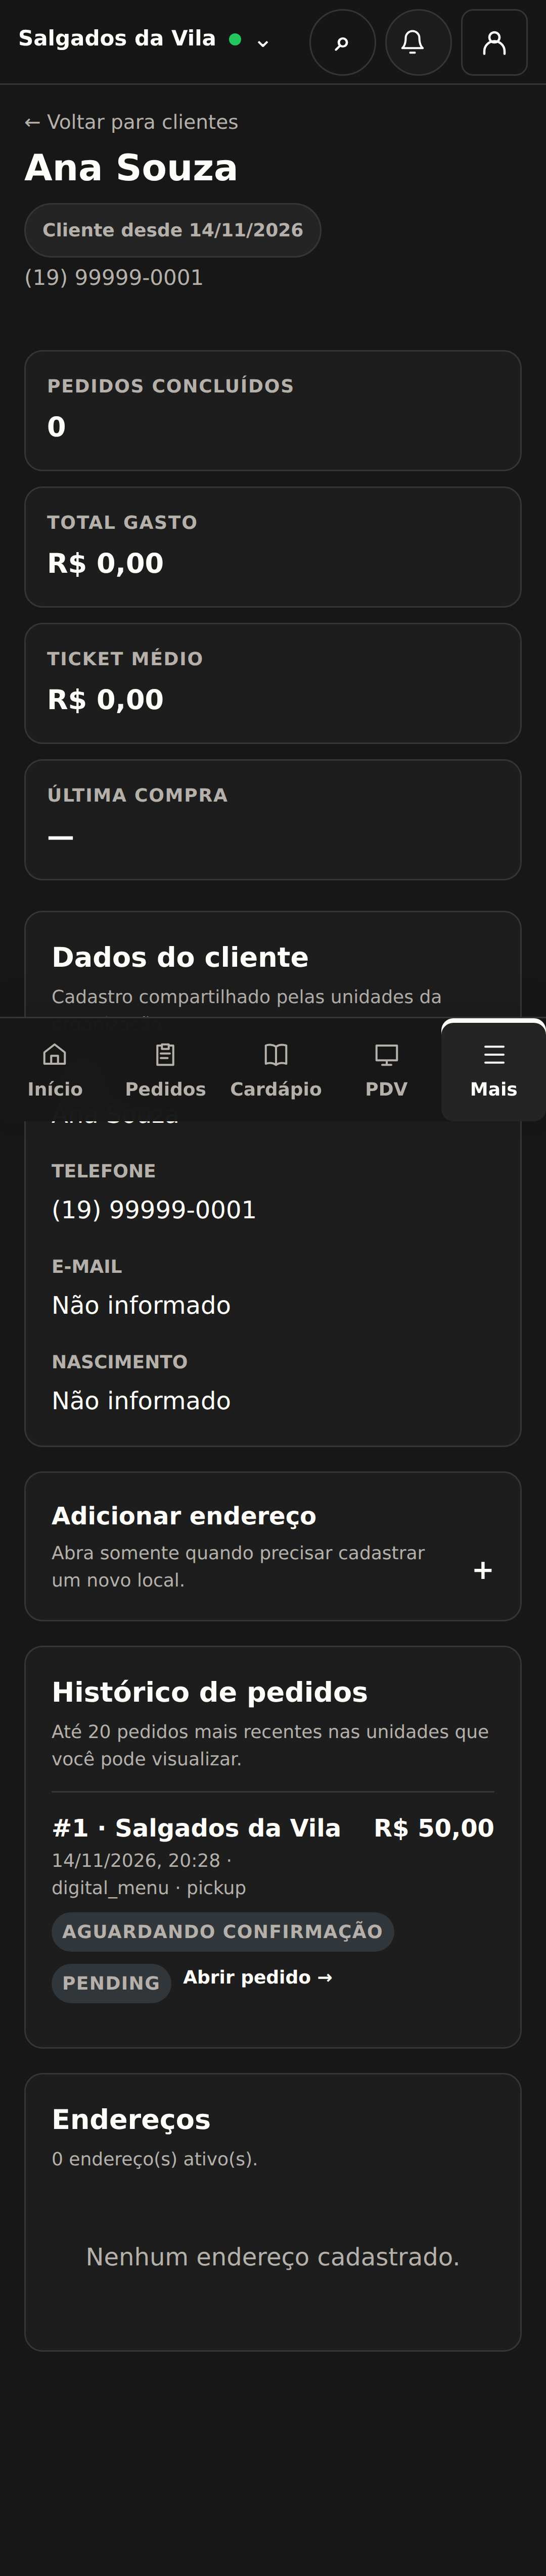 Salgados da Vila
← Voltar para clientes
Ana Souza
Cliente desde 14/11/2026
(19) 99999-0001
PEDIDOS CONCLUÍDOS
0
TOTAL GASTO
R$ 0,00
TICKET MÉDIO
R$ 0,00
ÚLTIMA COMPRA
—
Dados do cliente
Cadastro compartilhado pelas unidades da
Início
Pedidos
Cardápio
PDV
Mais
Ana Souza
TELEFONE
(19) 99999-0001
E-MAIL
Não informado
NASCIMENTO
Não informado
Adicionar endereço
Abra somente quando precisar cadastrar
um novo local.
+
Histórico de pedidos
Até 20 pedidos mais recentes nas unidades que
você pode visualizar.
#1 · Salgados da Vila R$ 50,00
14/11/2026, 20:28 ·
digital_menu · pickup
AGUARDANDO CONFIRMAÇÃO
PENDING Abrir pedido →
Endereços
0 endereço(s) ativo(s).
Nenhum endereço cadastrado.